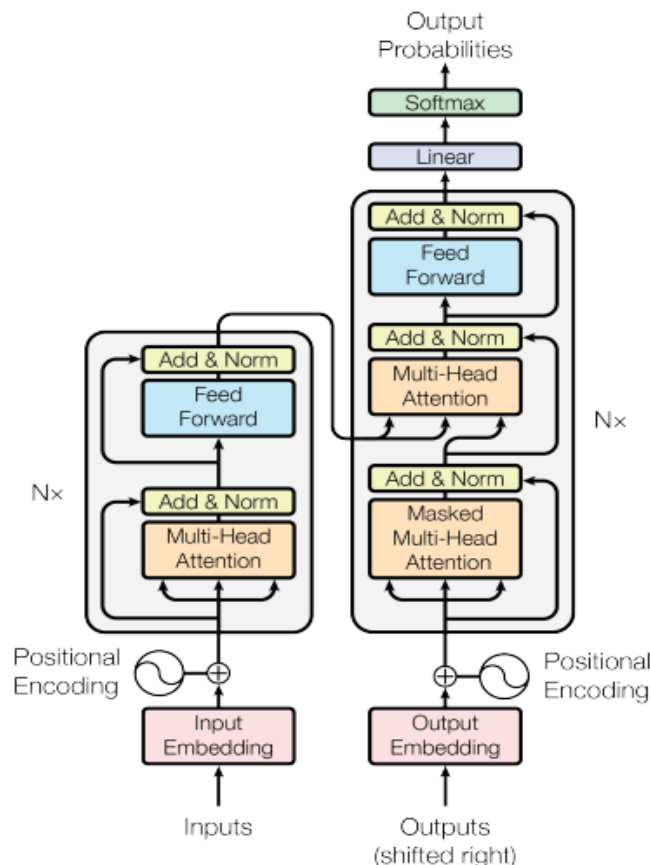 Output
Probabilities
Softmax
Linear
Add & Norm
Feed
Forward
Add & Norm
Multi-Head
Attention
Nx
Add & Norm
Masked
Multi-Head
Attention
Add & Norm
Feed
Forward
Nx
Add & Norm
Multi-Head
Attention
Positional
Encoding
Positional
Encoding
Input
Embedding
Output
Embedding
Inputs
Outputs
(shifted right)